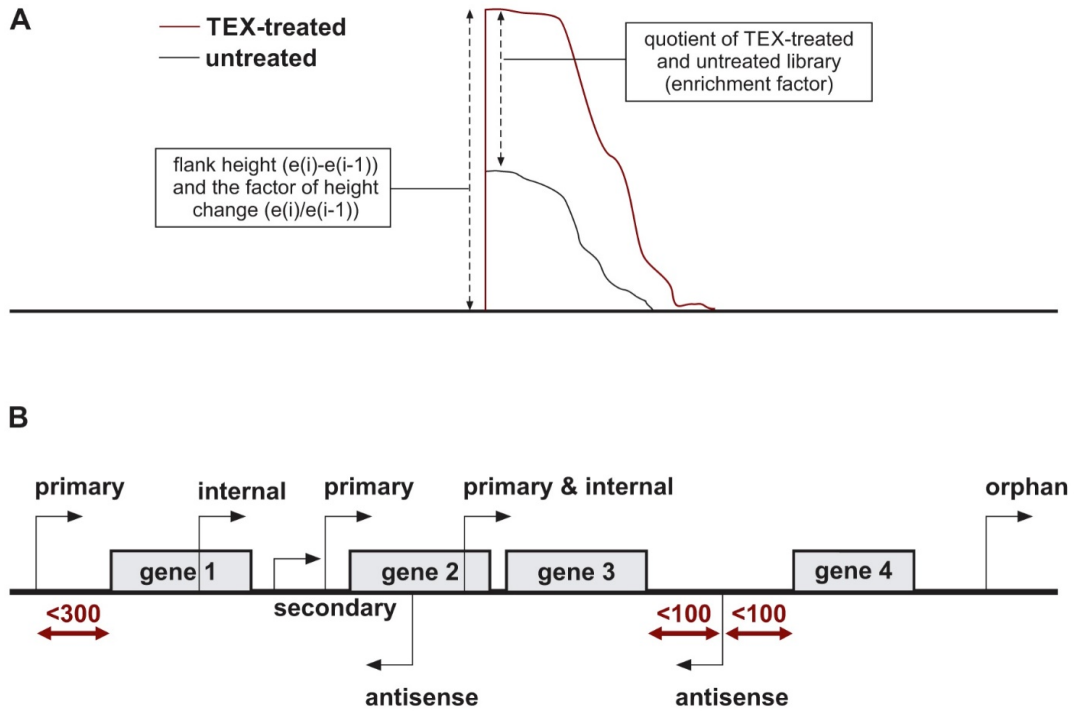 A
TEX-treated
untreated
quotient of TEX-treated
and untreated library
(enrichment factor)
flank height (e(i)-e(i-1))
and the factor of height
change (e(i)/e(i-1))
B
primary
internal
primary
primary & internal
orphan
gene 1
gene 2
gene 3
gene 4
secondary
<300
<100
<100
antisense
antisense